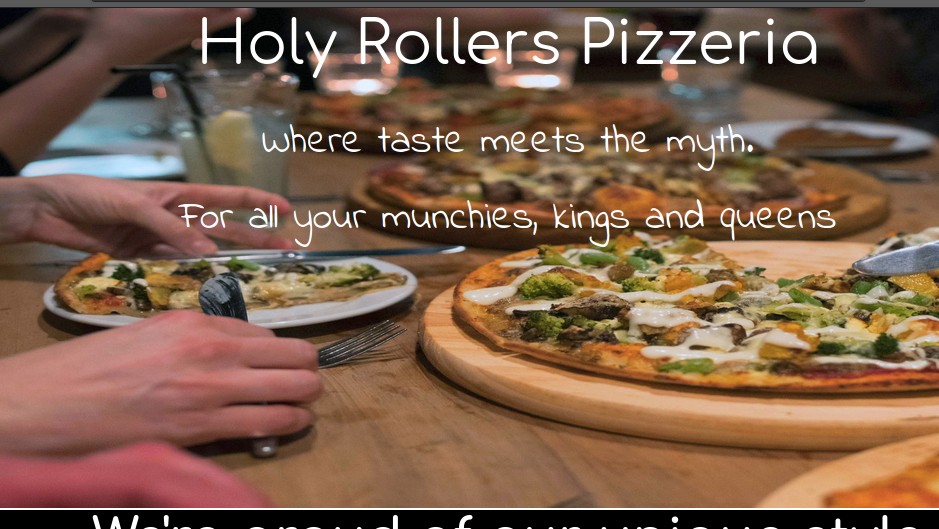 Holy Rollers Pizzeria
where taste meets the myth.
For all your munchies, kings and queens
We're proud of our unique style